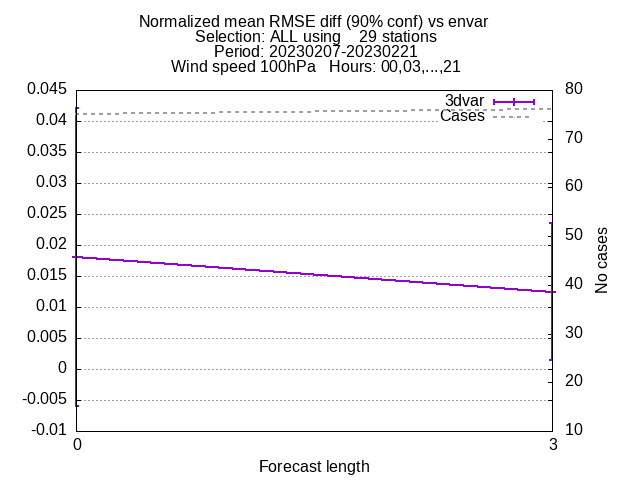 Normalized mean RMSE diff (90% conf) vs envar
Selection: ALL using    29 stations
Period: 20230207-20230221
Wind speed 100hPa   Hours: 00,03,...,21
0.045
0.04
0.035
0.03
0.025
0.02
0.015
0.01
0.005
0
-0.005
-0.01
3dvar
Cases
80
70
60
50
40
30
20
10
No cases
0
3
Forecast length